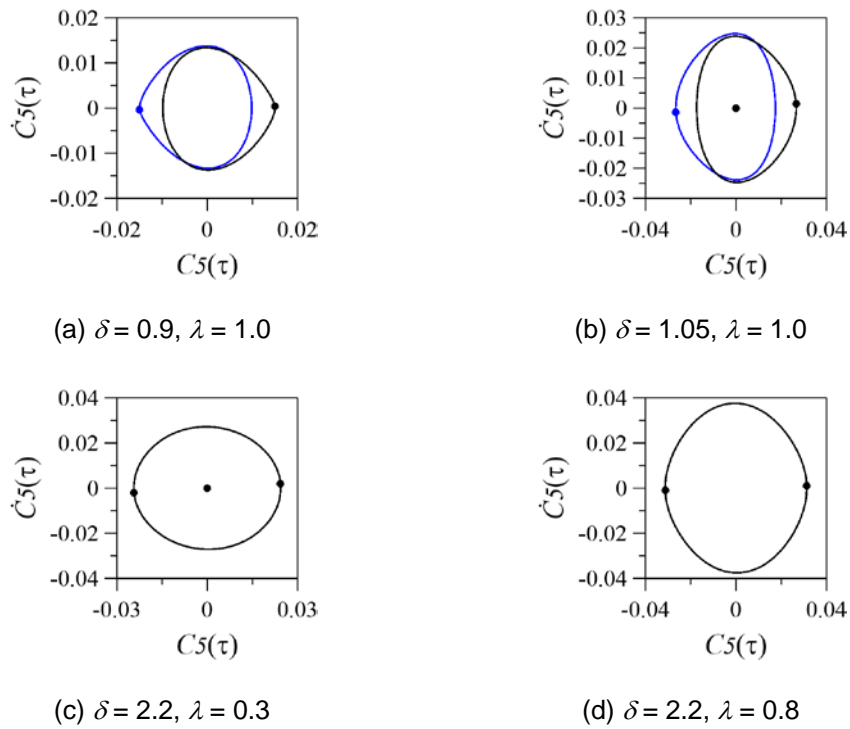 0.02 0.03
0.01 0.02
0.01
Ċ5(τ) 0 Ċ5(τ) 0
-0.01
-0.01 -0.02
-0.02 -0.03
-0.02 0 0.02 -0.04 0 0.04
C5(τ) C5(τ)
(a) δ = 0.9, λ = 1.0 (b) δ = 1.05, λ = 1.0
0.04 0.04
0.02 0.02
Ċ5(τ) 0 Ċ5(τ) 0
-0.02 -0.02
-0.04 -0.04
-0.03 0 0.03 -0.04 0 0.04
C5(τ) C5(τ)
(c) δ = 2.2, λ = 0.3 (d) δ = 2.2, λ = 0.8